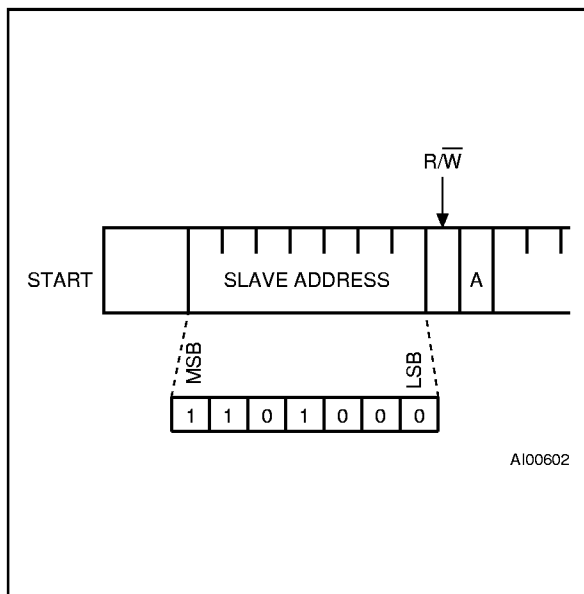 R/W̅
START
SLAVE ADDRESS
A
MSB
LSB
1 1 0 1 0 0 0
AI00602